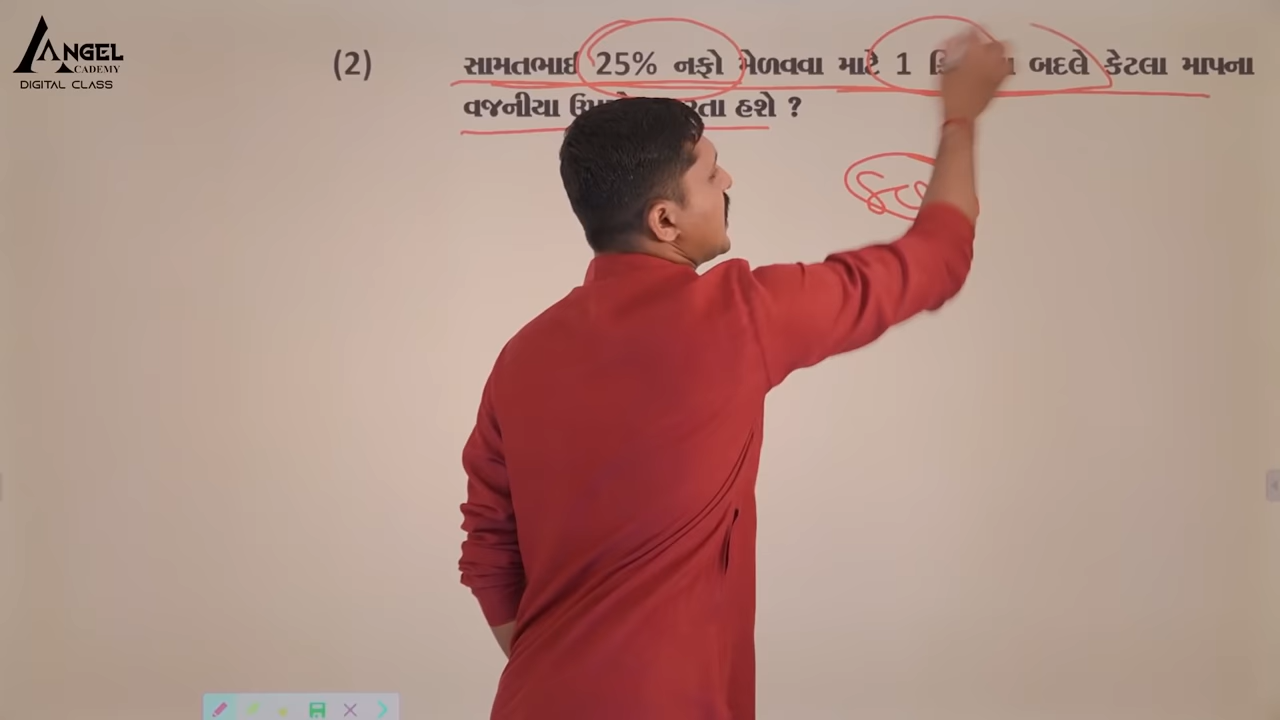 ANGEL
ACADEMY
DIGITAL CLASS
(2) સામતભાઈ 25% નફો મેળવવા માટે 1 બદલે કેટલા માપના
વજનીયા હશે ?